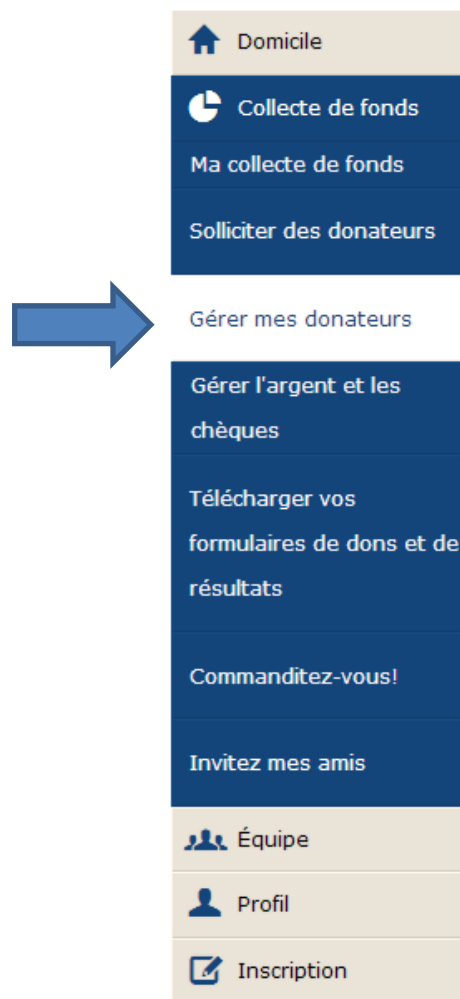 Domicile
Collecte de fonds
Ma collecte de fonds
Solliciter des donateurs
Gérer mes donateurs
Gérer l'argent et les
chèques
Télécharger vos
formulaires de dons et de
résultats
Commanditez-vous!
Invitez mes amis
Équipe
Profil
Inscription